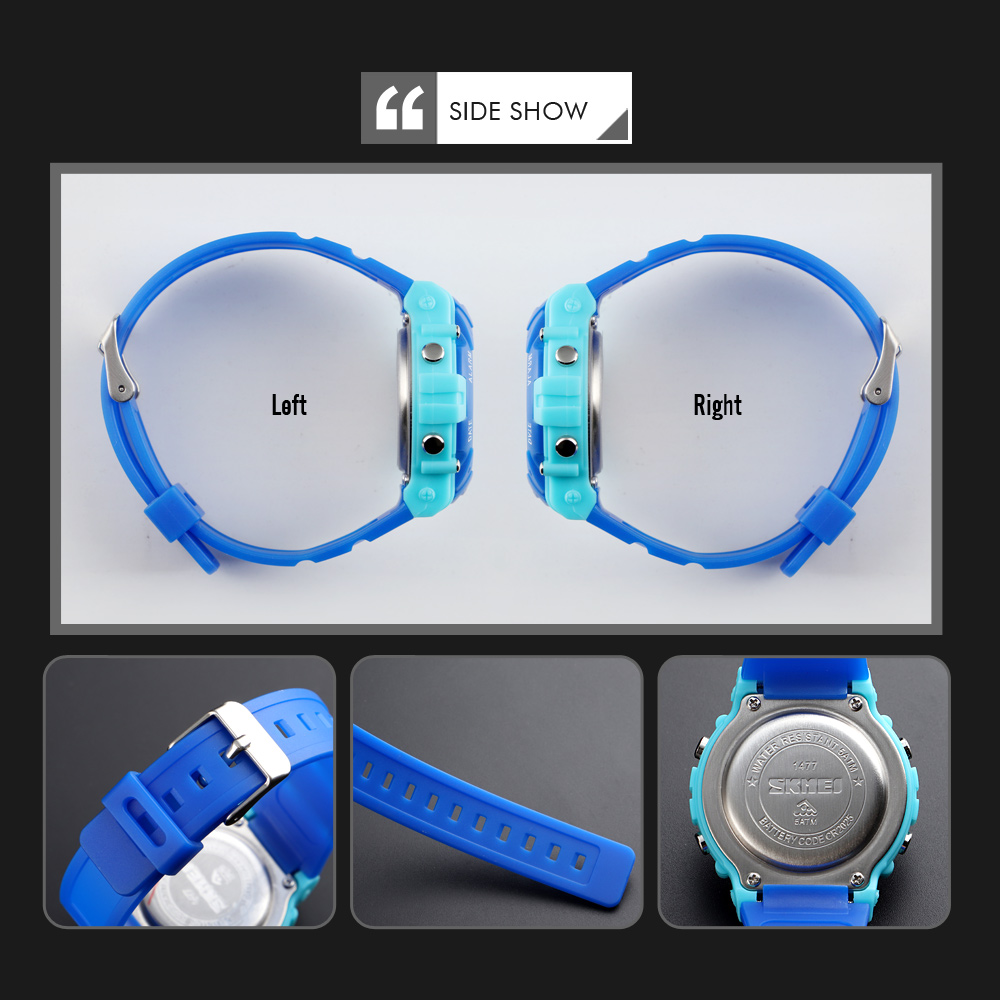 SIDE SHOW
Left
Right
ALARM
WATER RESISTANT 5ATM
1477
SKMEI
5ATM
BATTERY CODE CR2025